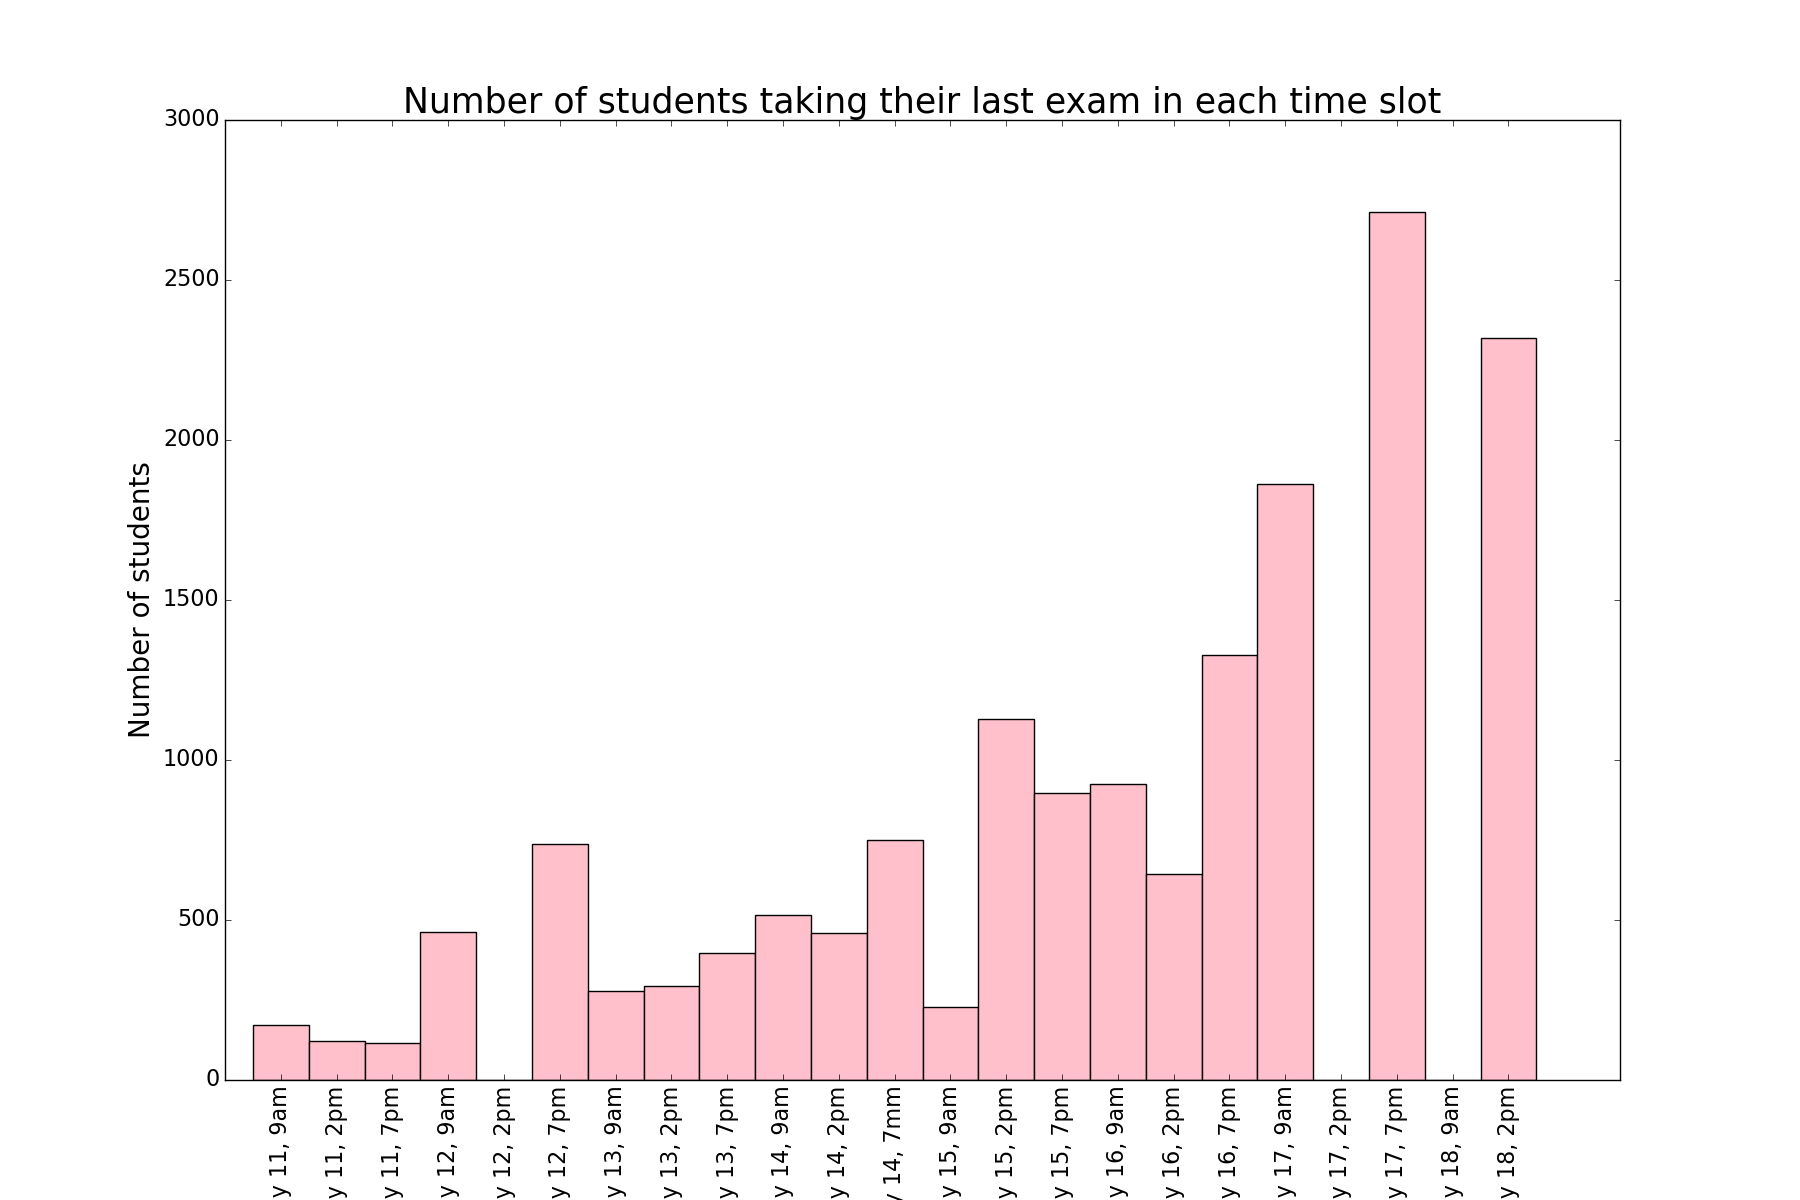 Number of students taking their last exam in each time slot
Number of students
3000
2500
2000
1500
1000
500
0
y 11, 9am
y 11, 2pm
y 11, 7pm
y 12, 9am
y 12, 2pm
y 12, 7pm
y 13, 9am
y 13, 2pm
y 13, 7pm
y 14, 9am
y 14, 2pm
y 14, 7mm
y 15, 9am
y 15, 2pm
y 15, 7pm
y 16, 9am
y 16, 2pm
y 16, 7pm
y 17, 9am
y 17, 2pm
y 17, 7pm
y 18, 9am
y 18, 2pm